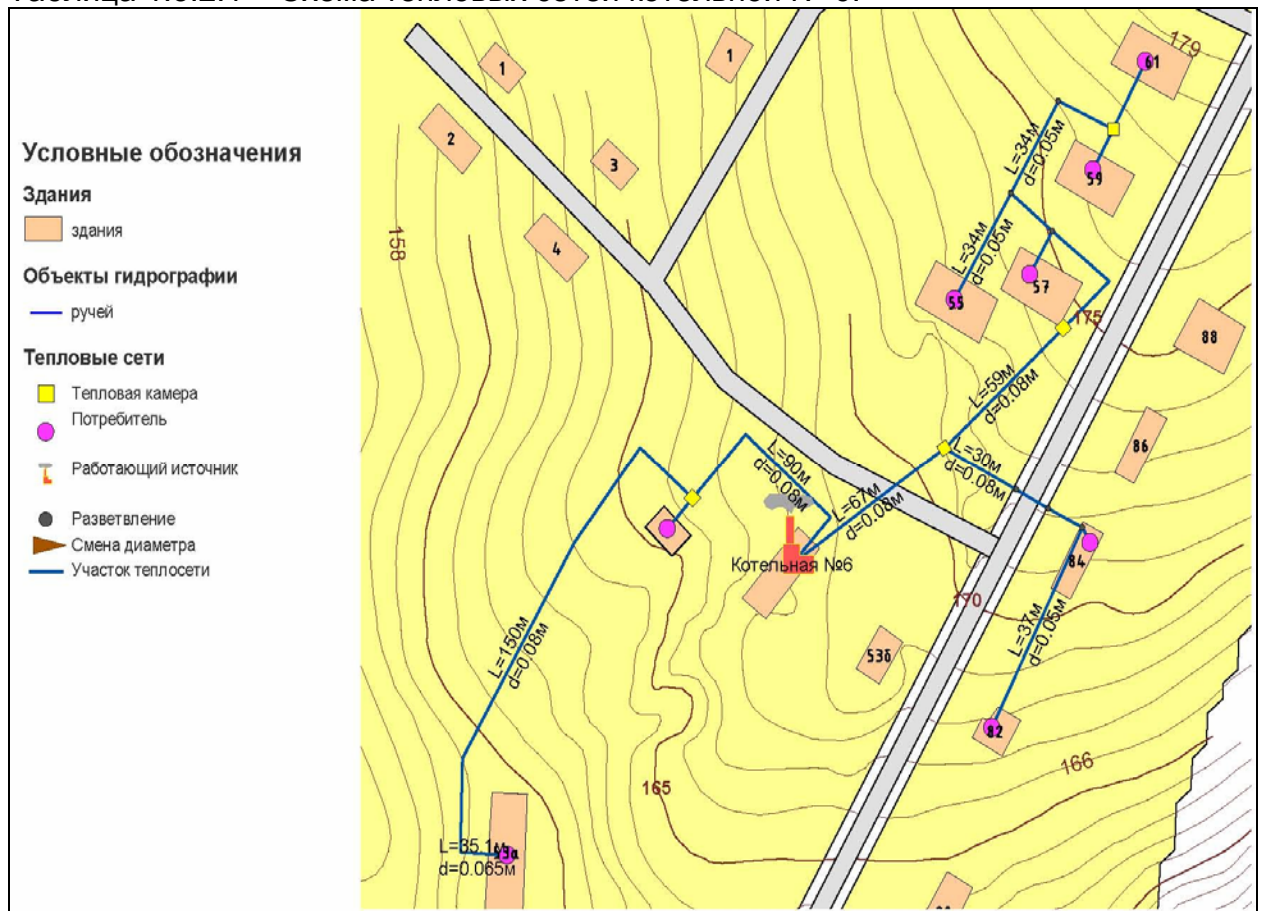 Условные обозначения
Здания
здания
Объекты гидрографии
ручей
Тепловые сети
Тепловая камера
Потребитель
Работающий источник
Разветвление
Смена диаметра
Участок теплосети
1
1
2
3
4
158
179
61
L=34м
d=0.05м
59
L=34м
d=0.05м
57
55
175
88
L=59м
d=0.08м
86
L=30м
d=0.08м
L=90м
d=0.08м
L=67м
d=0.08м
Котельная №6
84
170
L=37м
d=0.05м
53б
82
L=150м
d=0.08м
166
165
L=35.1м
d=0.065м
53а